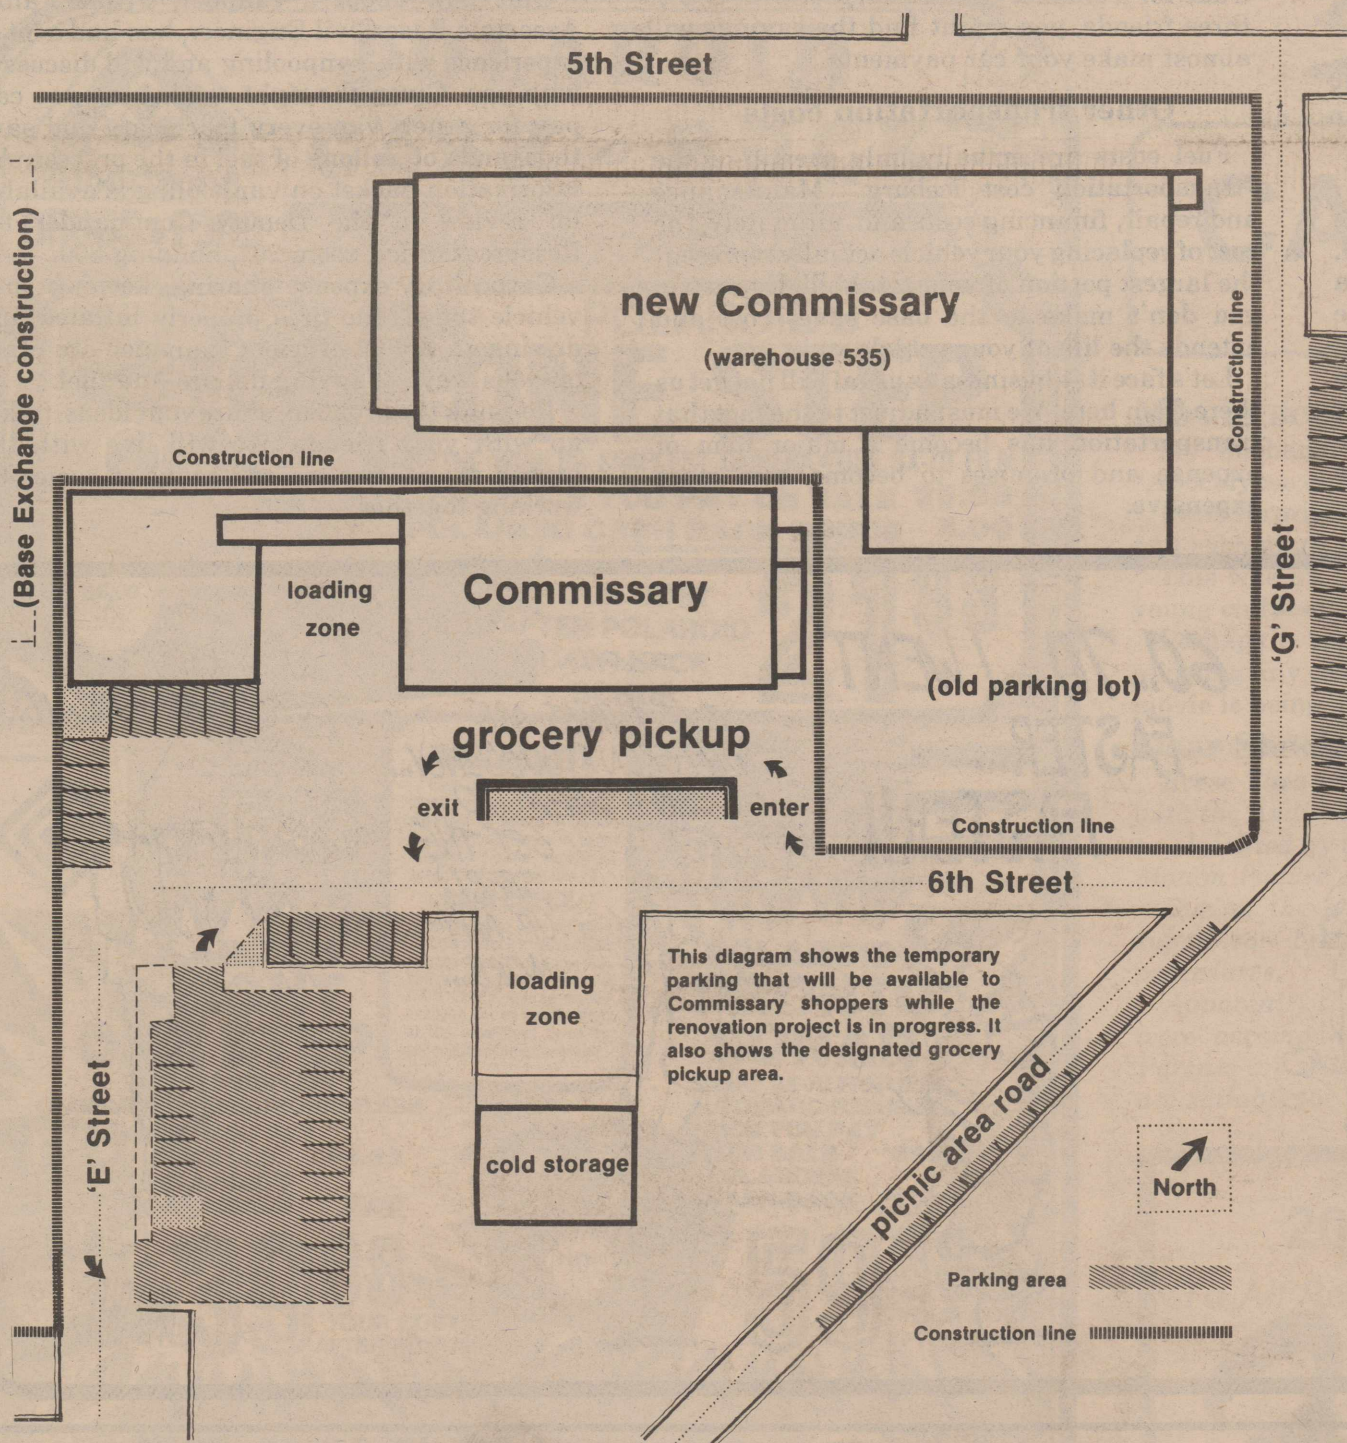 5th Street
new Commissary
(warehouse 535)
(Base Exchange construction)
Construction line
Construction line
Commissary
loading
zone
'G' Street
(old parking lot)
grocery pickup
exit
enter
Construction line
6th Street
This diagram shows the temporary
parking that will be available to
Commissary shoppers while the
renovation project is in progress. It
also shows the designated grocery
pickup area.
loading
zone
'E' Street
cold storage
picnic area road
North
Parking area
Construction line